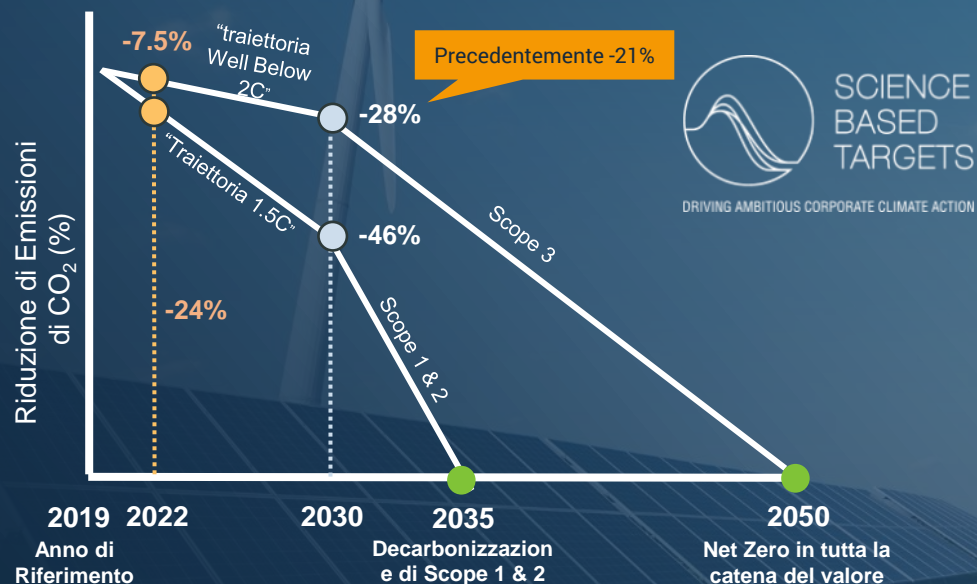 -7.5%
“traiettoria
Well Below
2C”
Precedentemente -21%
SCIENCE
BASED
TARGETS
DRIVING AMBITIOUS CORPORATE CLIMATE ACTION
-28%
“Traiettoria 1.5C”
-46%
Scope 3
-24%
Scope 1 & 2
Riduzione di Emissioni
di CO₂ (%)
2019
2022
2030
2035
2050
Anno di
Riferimento
Decarbonizzazion
e di Scope 1 & 2
Net Zero in tutta la
catena del valore